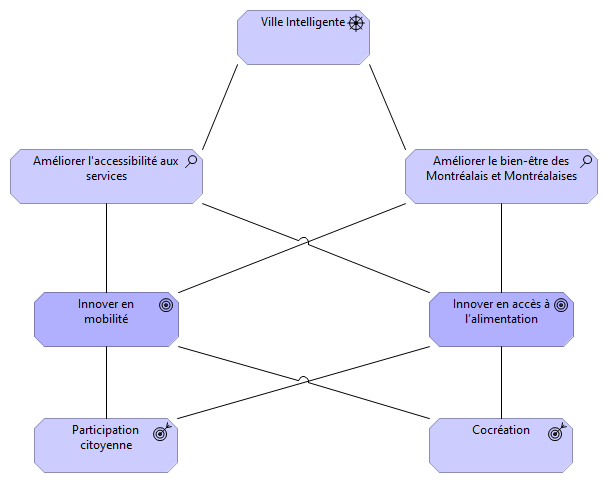 Ville Intelligente
Améliorer l'accessibilité aux
services
Améliorer le bien-être des
Montréalais et Montréalaises
Innover en
mobilité
Innover en accès à
l'alimentation
Participation
citoyenne
Cocréation